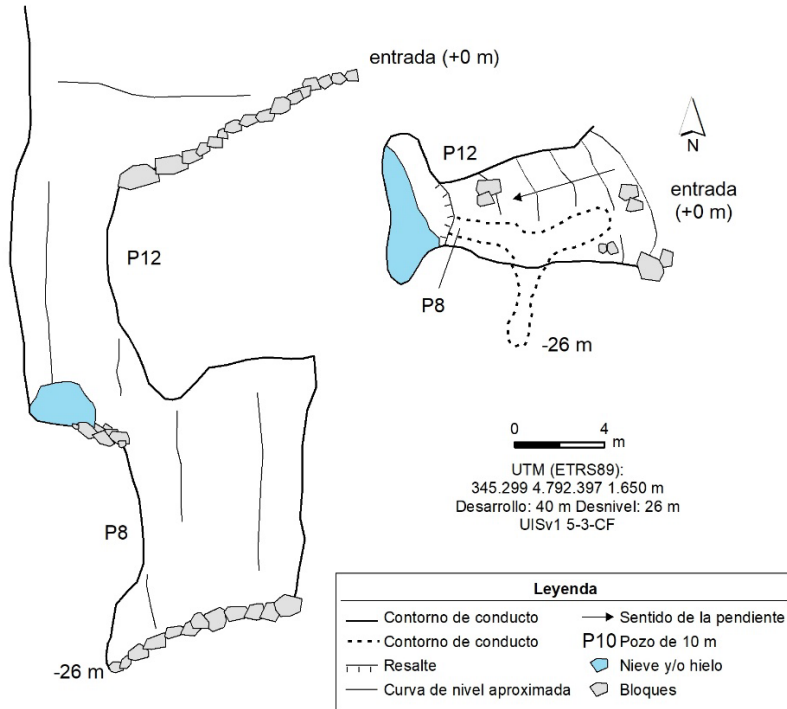 entrada (+0 m)
P12
P8
-26 m
P12
N
entrada
(+0 m)
P8
-26 m
0 4
m
UTM (ETRS89):
345.299 4.792.397 1.650 m
Desarrollo: 40 m Desnivel: 26 m
UISv1 5-3-CF
Leyenda
Contorno de conducto
Contorno de conducto
Resalte
Curva de nivel aproximada
Sentido de la pendiente
P10 Pozo de 10 m
Nieve y/o hielo
Bloques